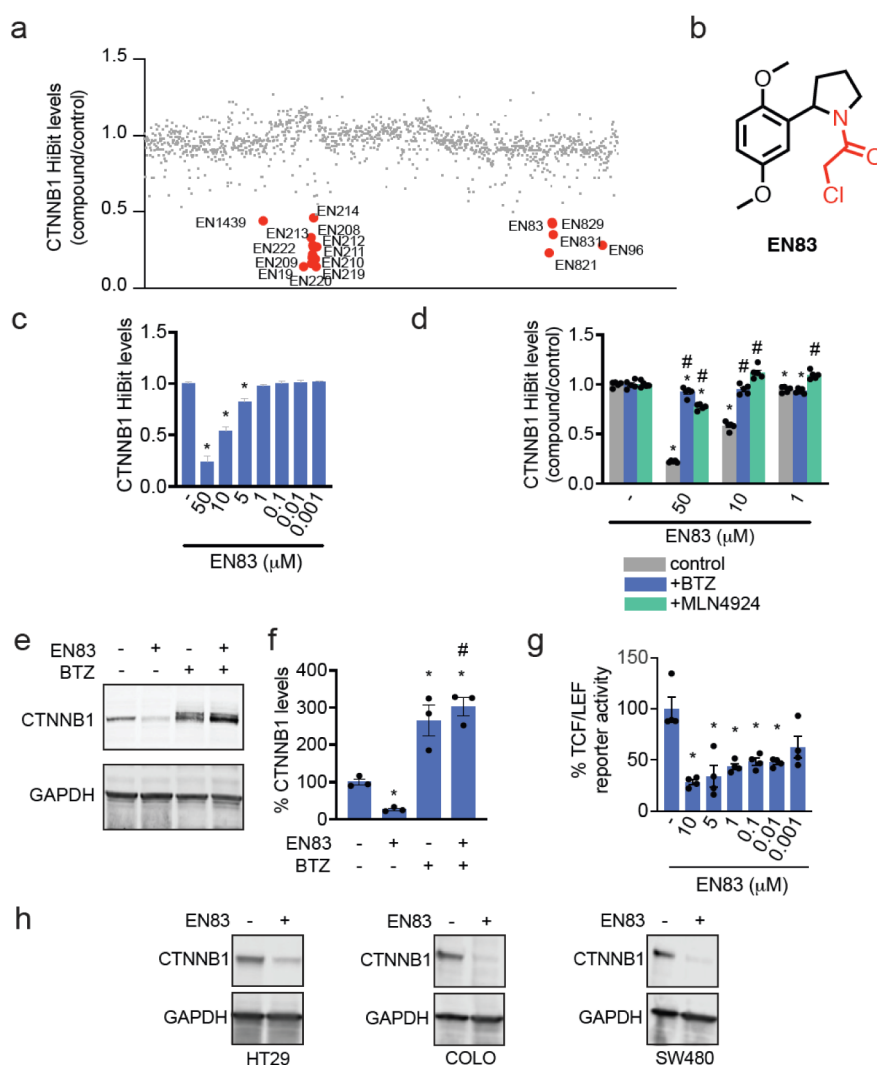 a
CTNNB1 HiBit levels
(compound/control)
1.5
1.0
0.5
0.0
EN1439
EN214
EN213
EN208
EN222
EN212
EN211
EN209
EN210
EN19
EN219
EN220
EN83
EN829
EN831
EN96
EN821
b
O
N
O
O
Cl
EN83
c
CTNNB1 HiBit levels
1.5
1.0
0.5
0.0
* * *
- 50 10 5 1 0.1 0.01 0.001
EN83 (μM)
d
CTNNB1 HiBit levels
(compound/control)
1.5
1.0
0.5
0.0
# # # # #
* * * * * *
- 50 10 1
EN83 (μM)
control
+BTZ
+MLN4924
e
EN83 - + - +
BTZ - - + +
CTNNB1
GAPDH
f
% CTNNB1 levels
400
300
200
100
0
#
* * *
EN83 - + - +
BTZ - - + +
g
% TCF/LEF
reporter activity
150
100
50
0
* * * * *
- 10 5 1 0.1 0.01 0.001
EN83 (μM)
h
EN83 - +
CTNNB1
GAPDH
HT29
EN83 - +
CTNNB1
GAPDH
COLO
EN83 - +
CTNNB1
GAPDH
SW480